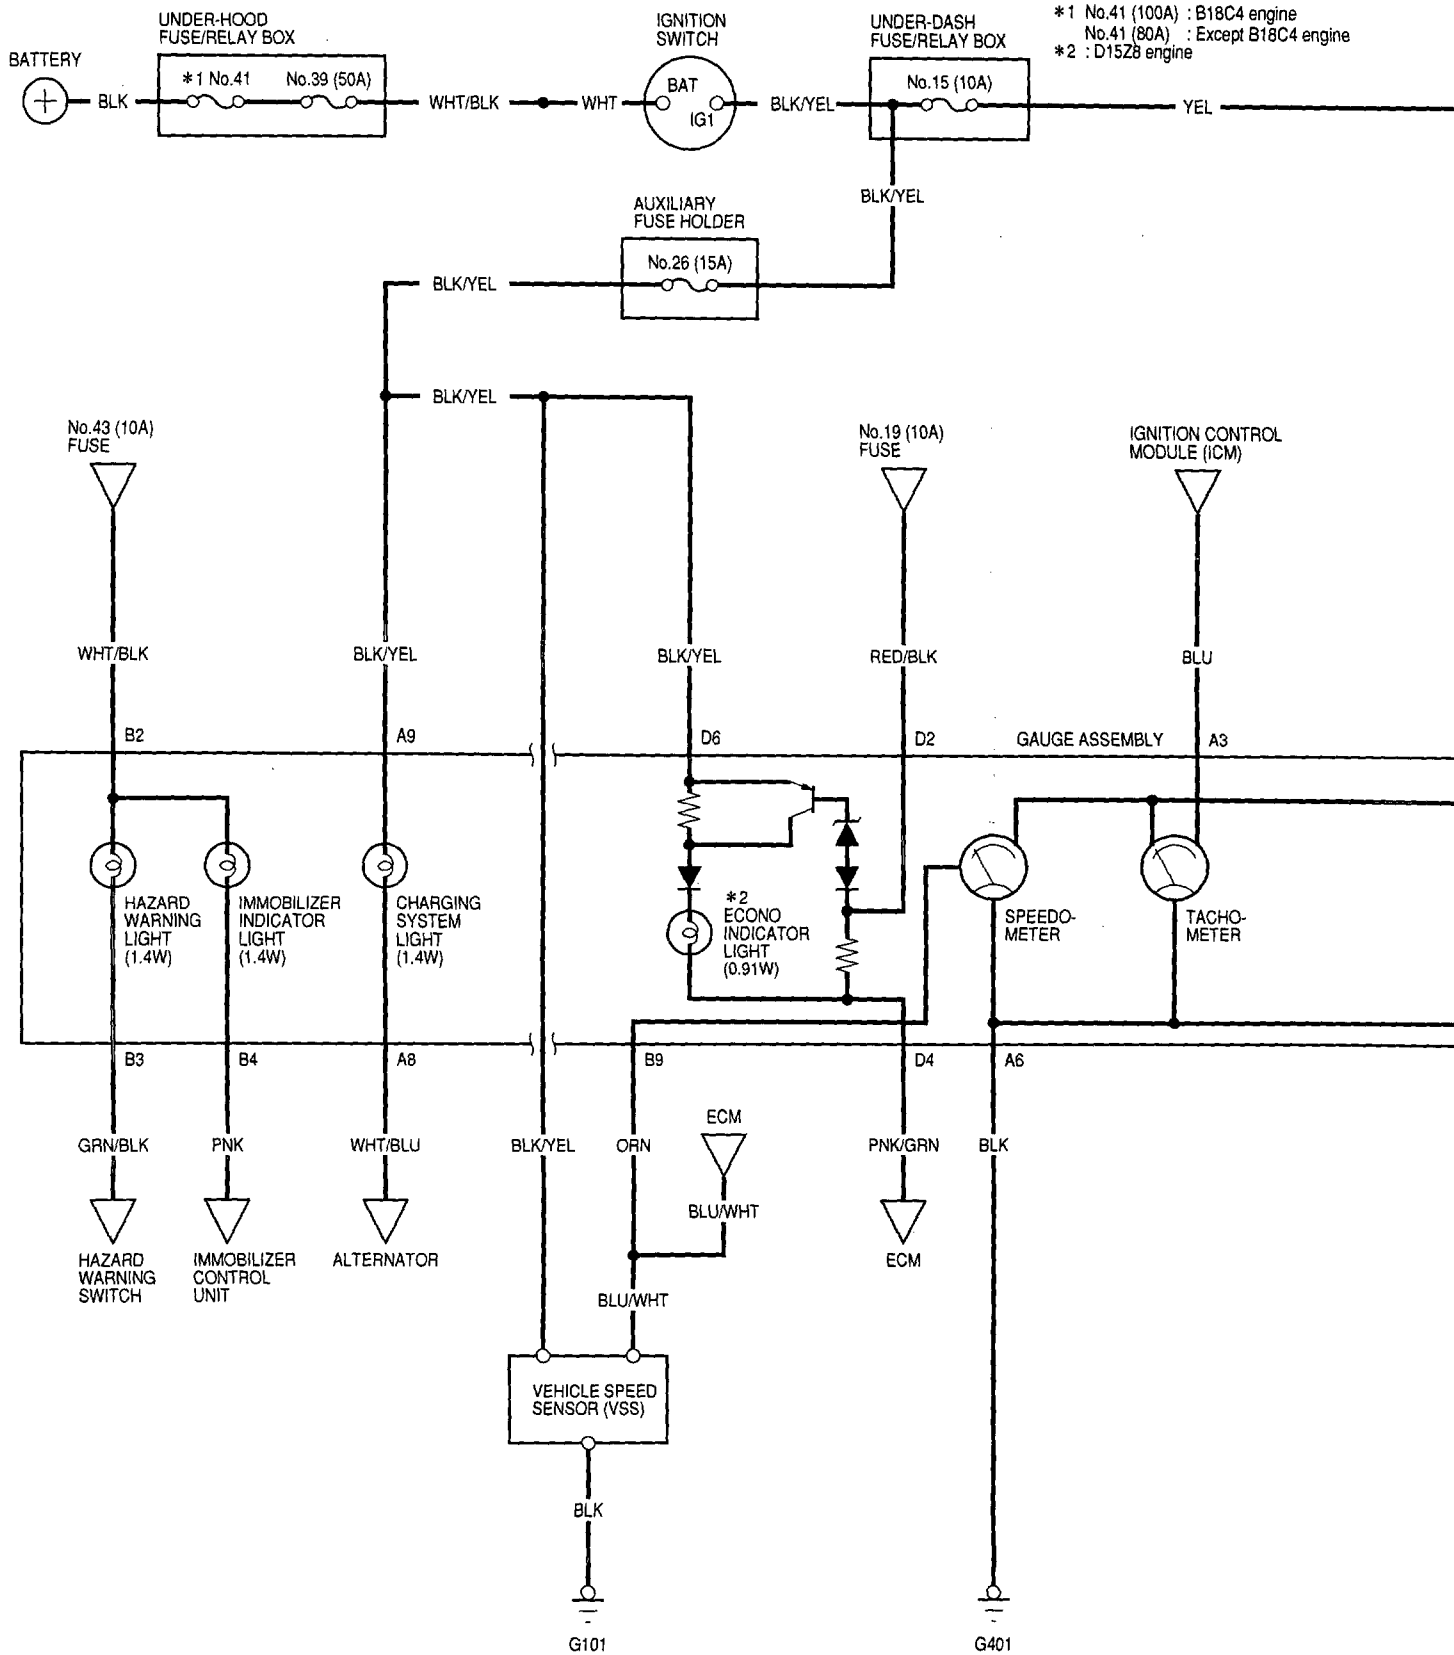 UNDER-HOOD
FUSE/RELAY BOX
IGNITION
SWITCH
UNDER-DASH
FUSE/RELAY BOX
*1 No.41 (100A) : B18C4 engine
No.41 (80A) : Except B18C4 engine
*2 : D15Z8 engine
BATTERY
BLK
*1 No.41
No.39 (50A)
WHT/BLK
WHT
BAT
IG1
BLK/YEL
No.15 (10A)
YEL
BLK/YEL
AUXILIARY
FUSE HOLDER
No.26 (15A)
BLK/YEL
BLK/YEL
No.43 (10A)
FUSE
No.19 (10A)
FUSE
IGNITION CONTROL
MODULE (ICM)
WHT/BLK
BLK/YEL
BLK/YEL
RED/BLK
BLU
B2
A9
D6
D2
GAUGE ASSEMBLY
A3
HAZARD
WARNING
LIGHT
(1.4W)
IMMOBILIZER
INDICATOR
LIGHT
(1.4W)
CHARGING
SYSTEM
LIGHT
(1.4W)
*2
ECONO
INDICATOR
LIGHT
(0.91W)
SPEEDO-
METER
TACHO-
METER
B3
B4
A8
B9
D4
A6
ECM
GRN/BLK
PNK
WHT/BLU
BLK/YEL
ORN
PNK/GRN
BLK
BLU/WHT
HAZARD
WARNING
SWITCH
IMMOBILIZER
CONTROL
UNIT
ALTERNATOR
ECM
BLU/WHT
VEHICLE SPEED
SENSOR (VSS)
BLK
G101
G401